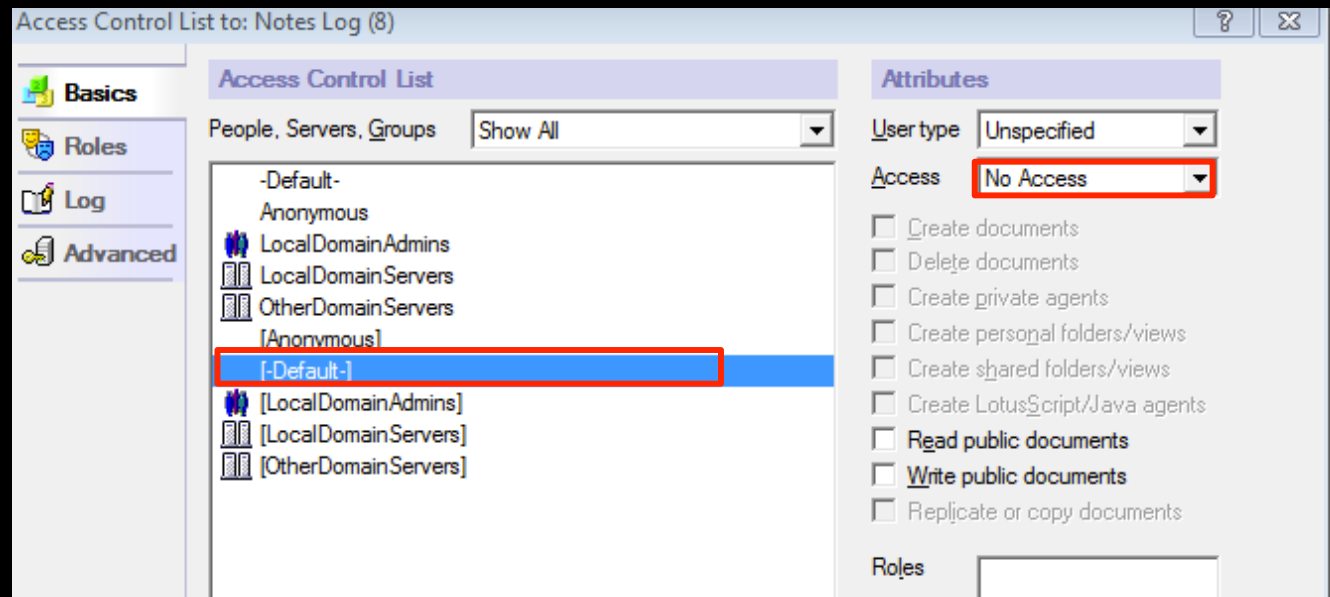 Access Control List to: Notes Log (8)
Basics
Roles
Log
Advanced
Access Control List
People, Servers, Groups Show All
-Default-
Anonymous
LocalDomainAdmins
LocalDomainServers
OtherDomainServers
[Anonymous]
[-Default-]
[LocalDomainAdmins]
[LocalDomainServers]
[OtherDomainServers]
Attributes
User type Unspecified
Access No Access
Create documents
Delete documents
Create private agents
Create personal folders/views
Create shared folders/views
Create LotusScript/Java agents
Read public documents
Write public documents
Replicate or copy documents
Roles